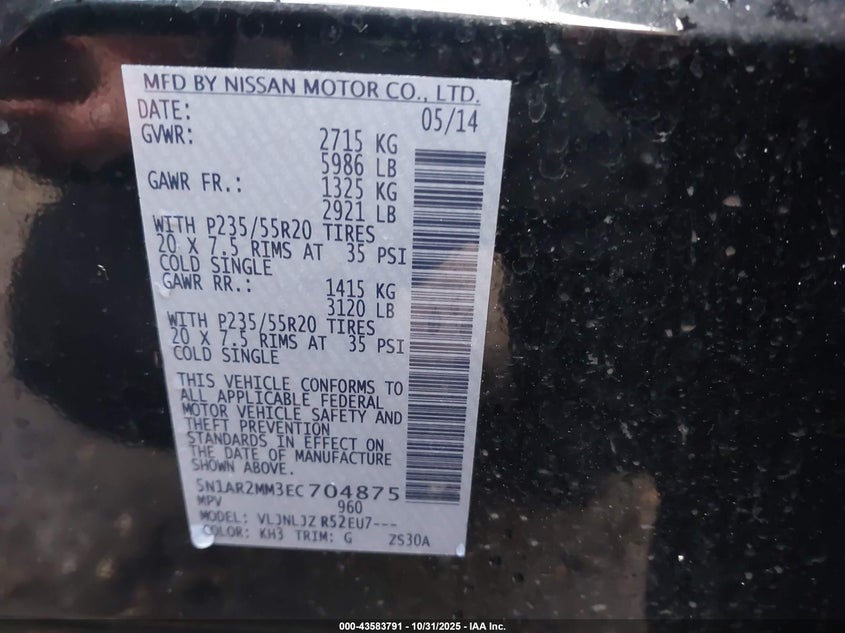 MFD BY NISSAN MOTOR CO., LTD.
DATE: 05/14
GVWR: 2715 KG
5986 LB
GAWR FR.: 1325 KG
2921 LB
WITH P235/55R20 TIRES
20 X 7.5 RIMS AT 35 PSI
COLD SINGLE
GAWR RR.: 1415 KG
3120 LB
WITH P235/55R20 TIRES
20 X 7.5 RIMS AT 35 PSI
COLD SINGLE
THIS VEHICLE CONFORMS TO
ALL APPLICABLE FEDERAL
MOTOR VEHICLE SAFETY AND
THEFT PREVENTION
STANDARDS IN EFFECT ON
THE DATE OF MANUFACTURE
SHOWN ABOVE.
5N1AR2MM3EC704875
MPV 960
MODEL: VLJNLJZ R52EU7---
COLOR: KH3 TRIM: G ZS30A
000-43583791 - 10/31/2025 - IAA Inc.